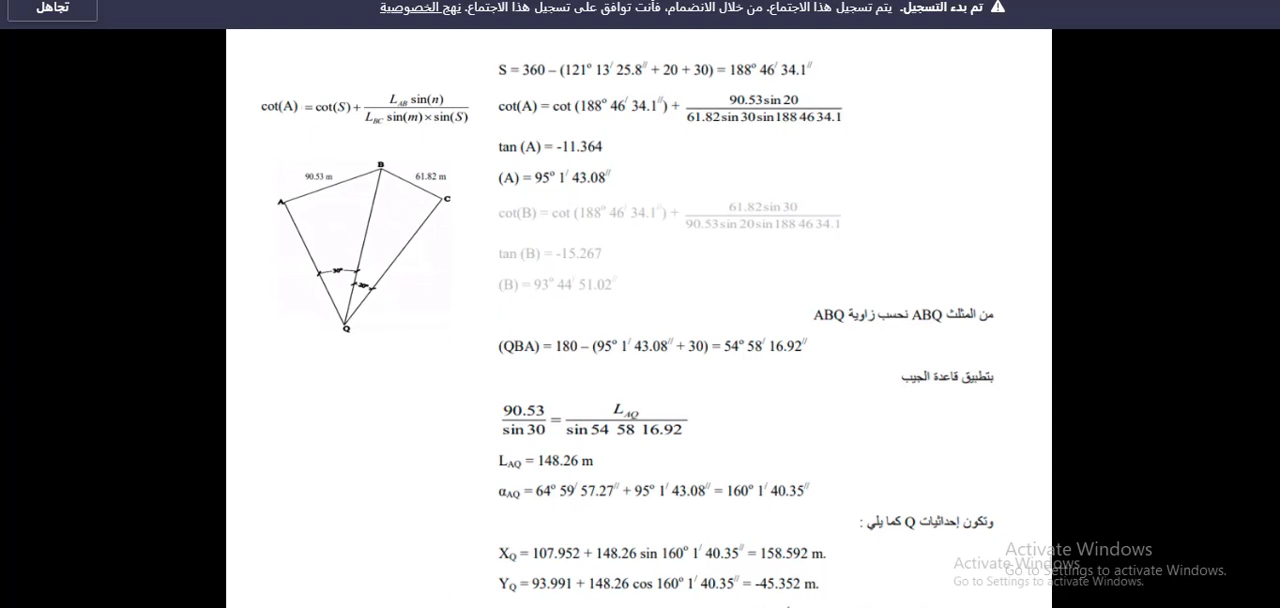 تجاهل
تم بدء التسجيل. يتم تسجيل هذا الاجتماع. من خلال الانضمام، فأنت توافق على تسجيل هذا الاجتماع. نهج الخصوصية
S = 360 – (121° 13′ 25.8″ + 20 + 30) = 188° 46′ 34.1″
cot(A) = cot(S) + L_AB sin(n) / L_BC sin(m) × sin(S)
cot(A) = cot (188° 46′ 34.1″) + 90.53 sin 20 / 61.82 sin 30 sin 188 46 34.1
tan (A) = -11.364
(A) = 95° 1′ 43.08″
cot(B) = cot (188° 46′ 34.1″) + 61.82 sin 30 / 90.53 sin 20 sin 188 46 34.1
tan (B) = -15.267
(B) = 93° 44′ 51.02″
B
90.53 m
61.82 m
A
C
Q
من المثلث ABQ نحسب زاوية ABQ
(QBA) = 180 – (95° 1′ 43.08″ + 30) = 54° 58′ 16.92″
بتطبيق قاعدة الجيب
90.53 / sin 30 = L_AQ / sin 54 58 16.92
L_AQ = 148.26 m
α_AQ = 64° 59′ 57.27″ + 95° 1′ 43.08″ = 160° 1′ 40.35″
وتكون إحداثيات Q كما يلي :
X_Q = 107.952 + 148.26 sin 160° 1′ 40.35″ = 158.592 m.
Y_Q = 93.991 + 148.26 cos 160° 1′ 40.35″ = -45.352 m.
Activate Windows
Go to Settings to activate Windows.
Activate Windows
Go to Settings to activate Windows.